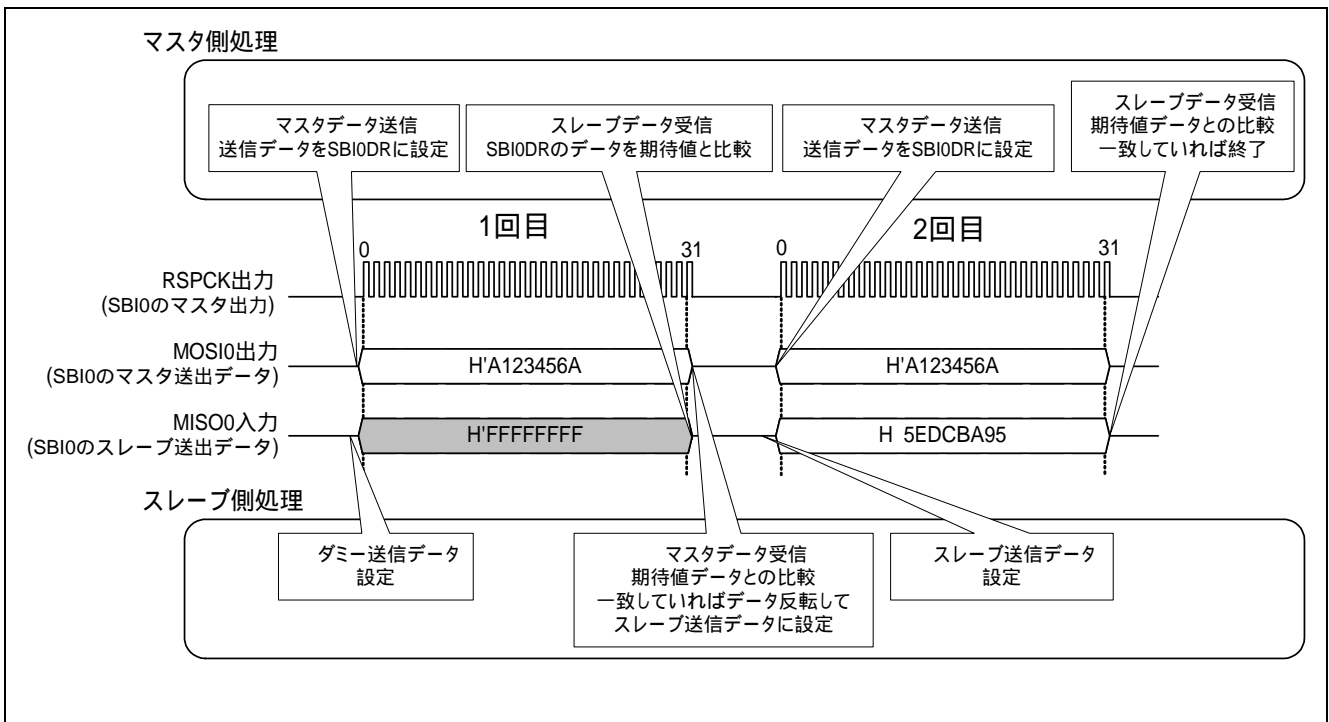 マスタ側処理
マスタデータ送信
送信データをSBI0DRに設定
スレーブデータ受信
SBI0DRのデータを期待値と比較
マスタデータ送信
送信データをSBI0DRに設定
スレーブデータ受信
期待値データとの比較
一致していれば終了
1回目
2回目
0
31
0
31
RSPCK出力
(SBI0のマスタ出力)
MOSI0出力
(SBI0のマスタ送出データ)
H'A123456A
H'A123456A
MISO0入力
(SBI0のスレーブ送出データ)
H'FFFFFFFF
H 5EDCBA95
スレーブ側処理
ダミー送信データ
設定
マスタデータ受信
期待値データとの比較
一致していればデータ反転して
スレーブ送信データに設定
スレーブ送信データ
設定